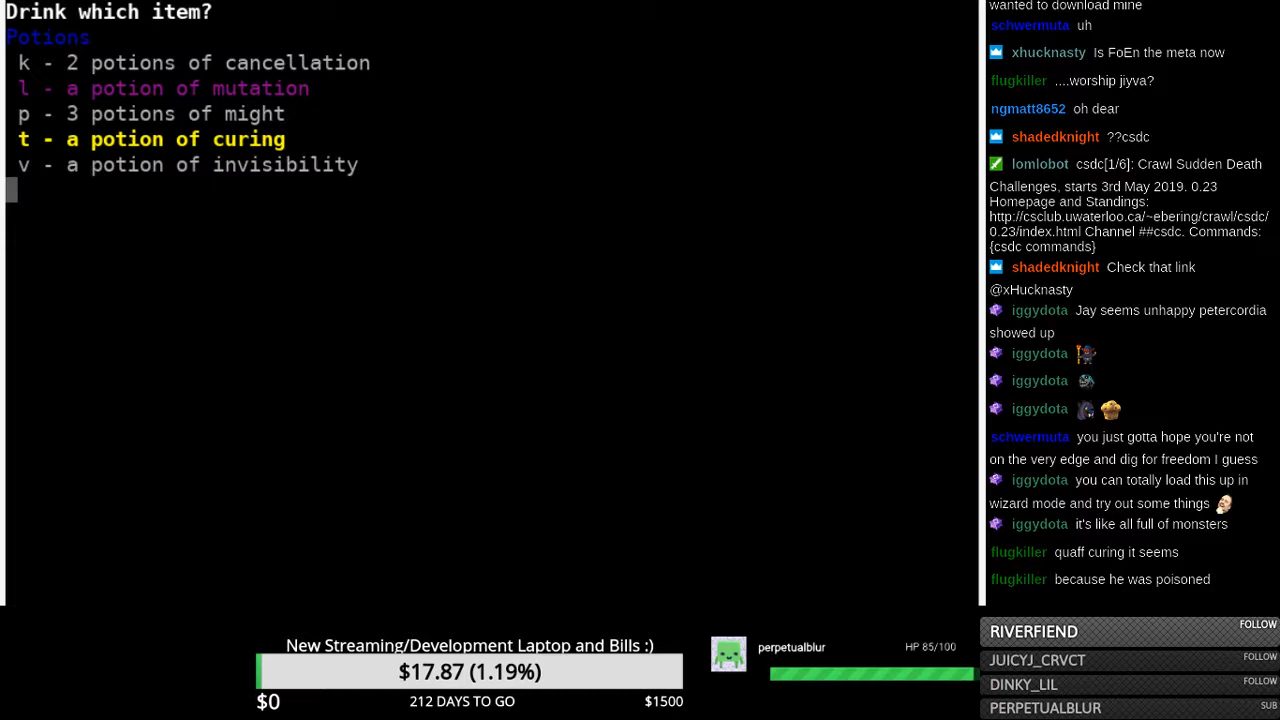 Drink which item?
Potions
k - 2 potions of cancellation
l - a potion of mutation
p - 3 potions of might
t - a potion of curing
v - a potion of invisibility
wanted to download mine
schwermuta uh
xhucknasty Is FoEn the meta now
flugkiller ....worship jiyva?
ngmatt8652 oh dear
shadedknight ??csdc
lomlobot csdc[1/6]: Crawl Sudden Death
Challenges, starts 3rd May 2019. 0.23
Homepage and Standings:
http://csclub.uwaterloo.ca/~ebering/crawl/csdc/
0.23/index.html Channel ##csdc. Commands:
{csdc commands}
shadedknight Check that link
@xHucknasty
iggydota Jay seems unhappy petercordia
showed up
iggydota
iggydota
iggydota
schwermuta you just gotta hope you're not
on the very edge and dig for freedom I guess
iggydota you can totally load this up in
wizard mode and try out some things
iggydota it's like all full of monsters
flugkiller quaff curing it seems
flugkiller because he was poisoned
New Streaming/Development Laptop and Bills :)
$17.87 (1.19%)
$0 212 DAYS TO GO $1500
perpetualblur HP 85/100
RIVERFIEND FOLLOW
JUICYJ_CRVCT FOLLOW
DINKY_LIL FOLLOW
PERPETUALBLUR SUB